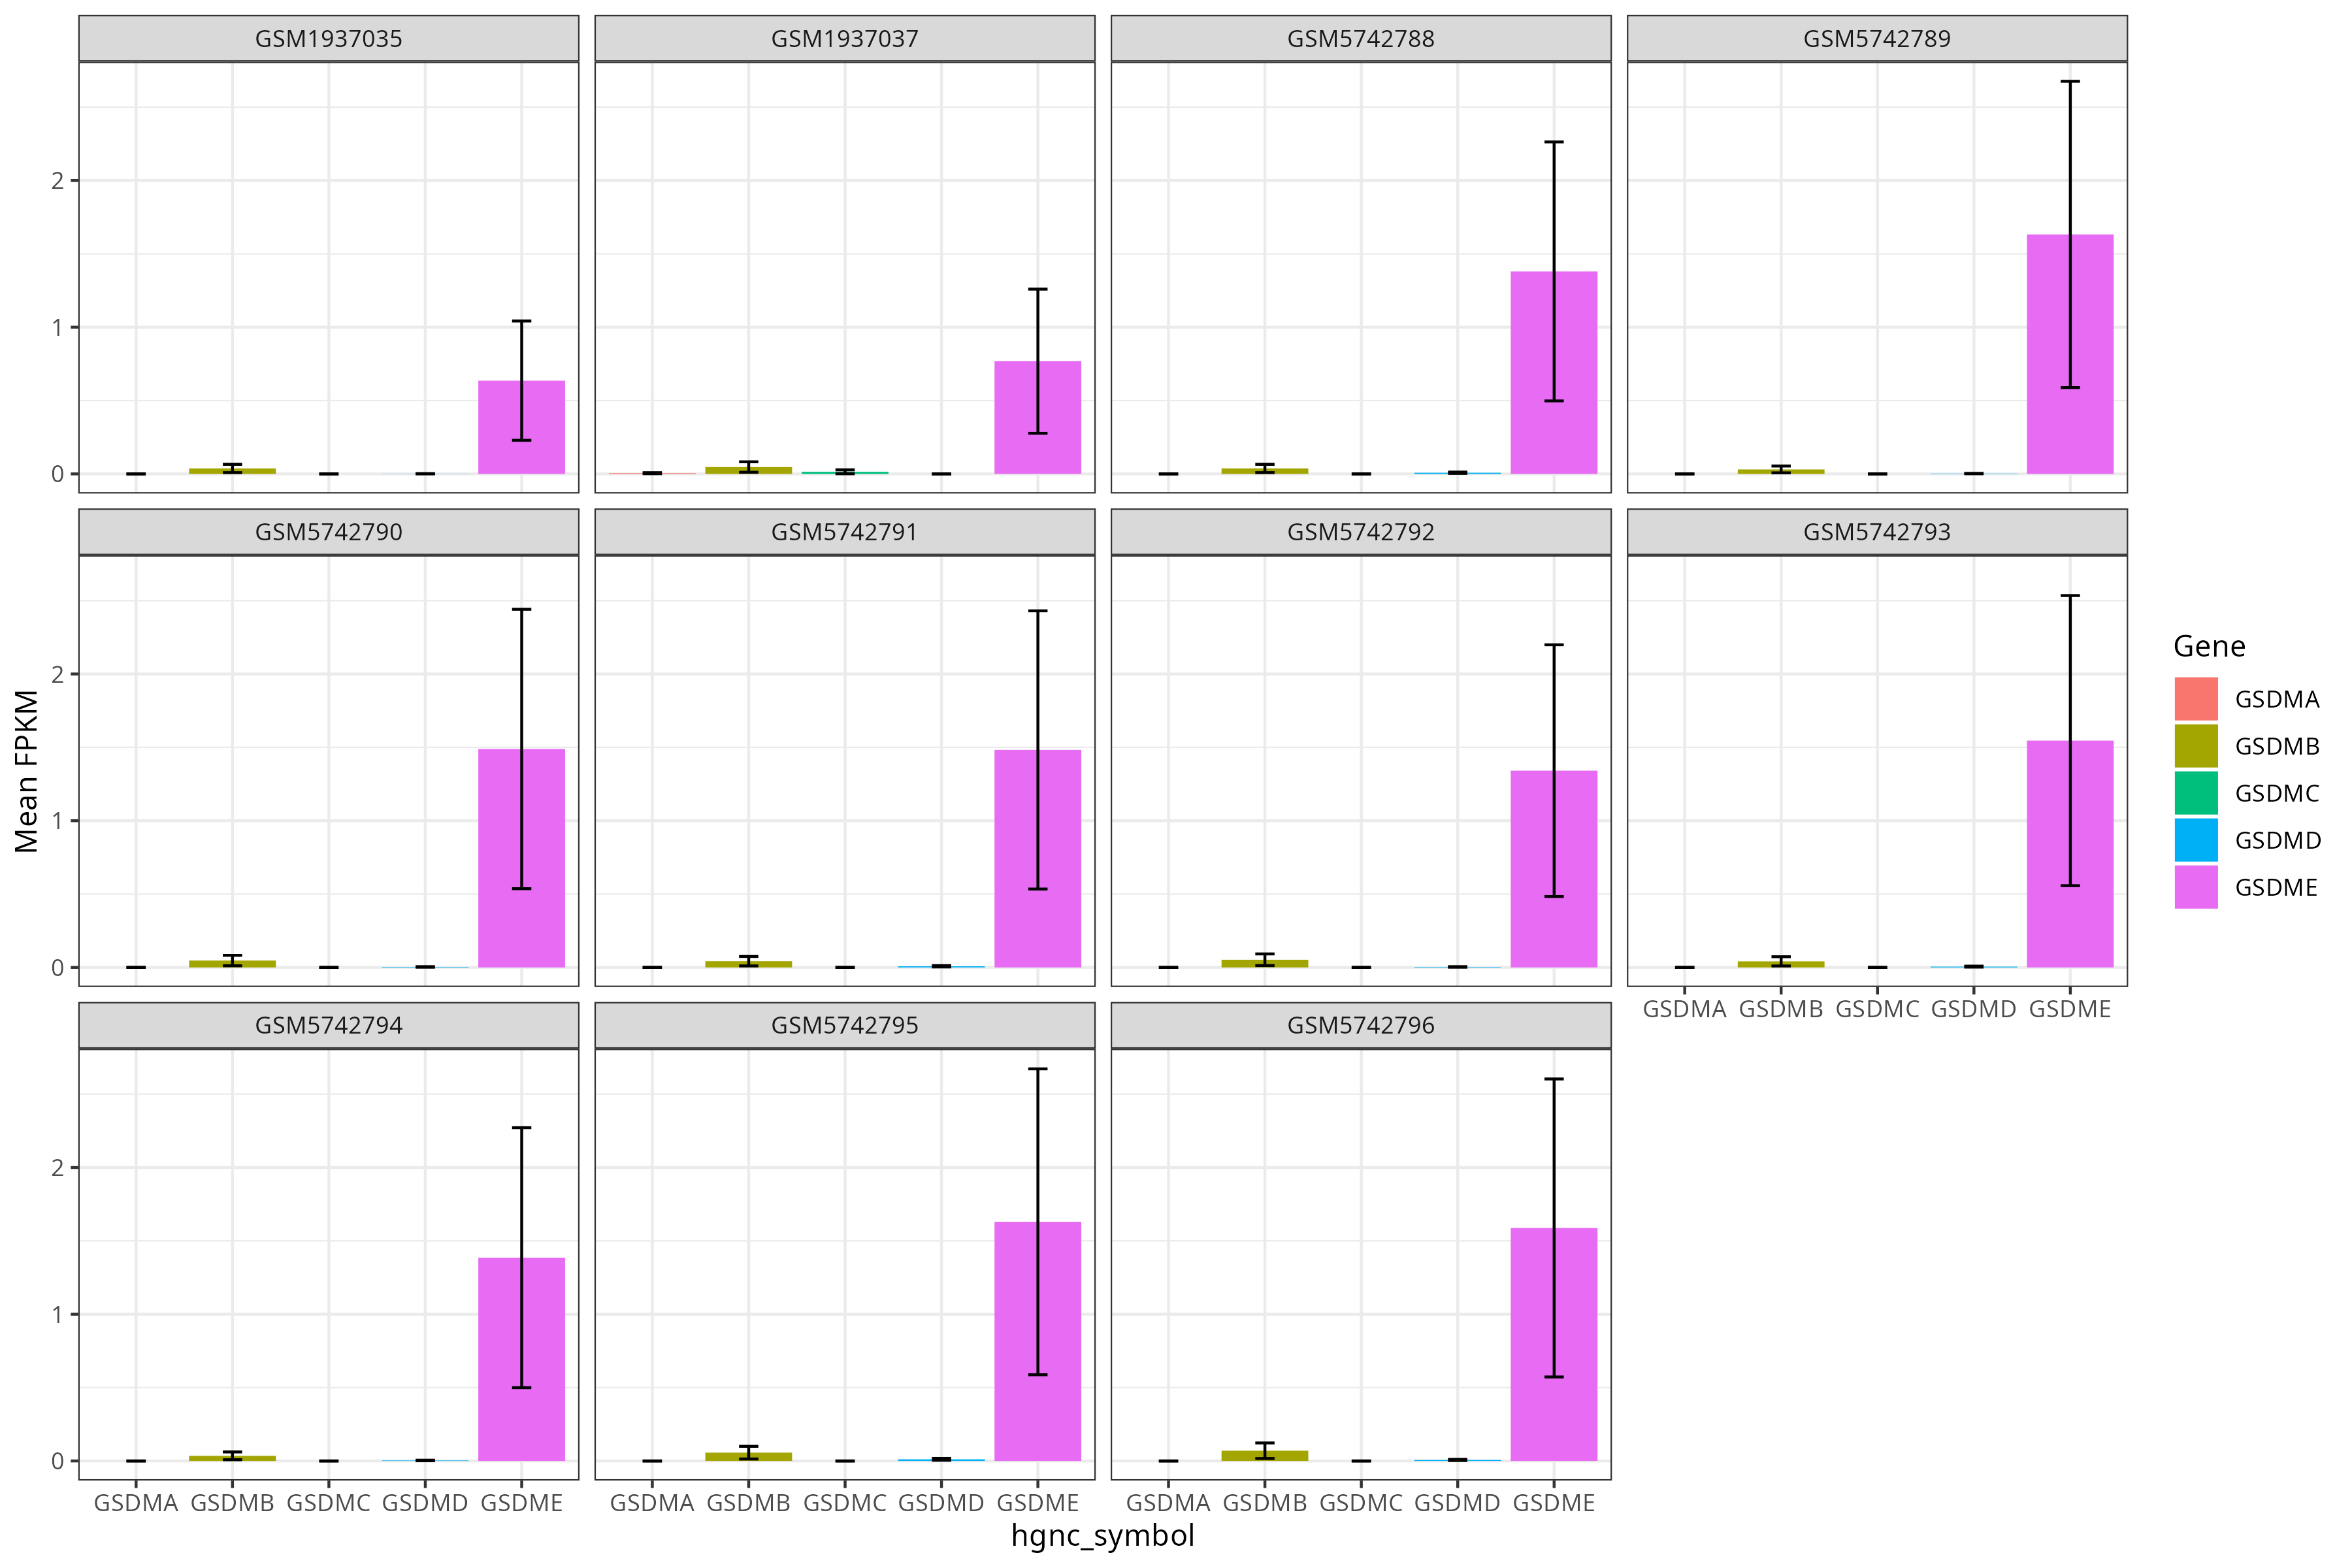 GSM1937035 GSM1937037 GSM5742788 GSM5742789
2
1
0
GSM5742790 GSM5742791 GSM5742792 GSM5742793
2
1
0
GSDMA GSDMB GSDMC GSDMD GSDME
GSM5742794 GSM5742795 GSM5742796
2
1
0
GSDMA GSDMB GSDMC GSDMD GSDME GSDMA GSDMB GSDMC GSDMD GSDME GSDMA GSDMB GSDMC GSDMD GSDME
hgnc_symbol
Mean FPKM
Gene
GSDMA
GSDMB
GSDMC
GSDMD
GSDME